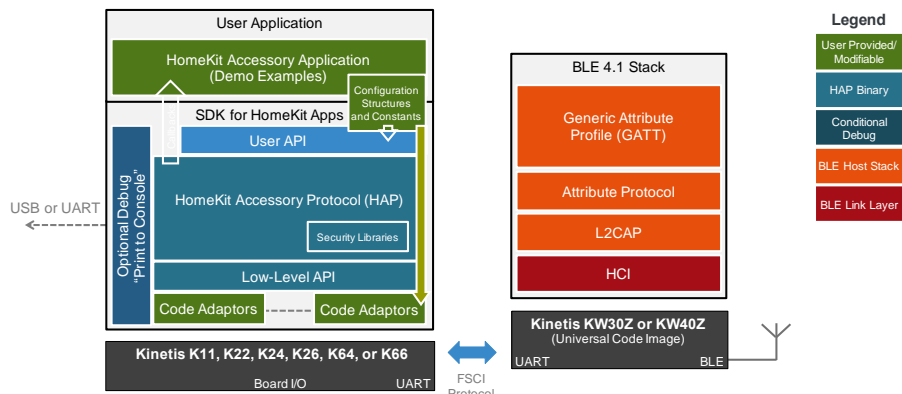 User Application
HomeKit Accessory Application
(Demo Examples)
Configuration
Structures
and Constants
SDK for HomeKit Apps
User API
HomeKit Accessory Protocol (HAP)
Security Libraries
Low-Level API
Code Adaptors
Code Adaptors
Optional Debug
“Print to Console”
USB or UART
Kinetis K11, K22, K24, K26, K64, or K66
Board I/O
UART
FSCI
Protocol
BLE 4.1 Stack
Generic Attribute
Profile (GATT)
Attribute Protocol
L2CAP
HCI
Kinetis KW30Z or KW40Z
(Universal Code Image)
UART
BLE
Legend
User Provided/
Modifiable
HAP Binary
Conditional
Debug
BLE Host Stack
BLE Link Layer